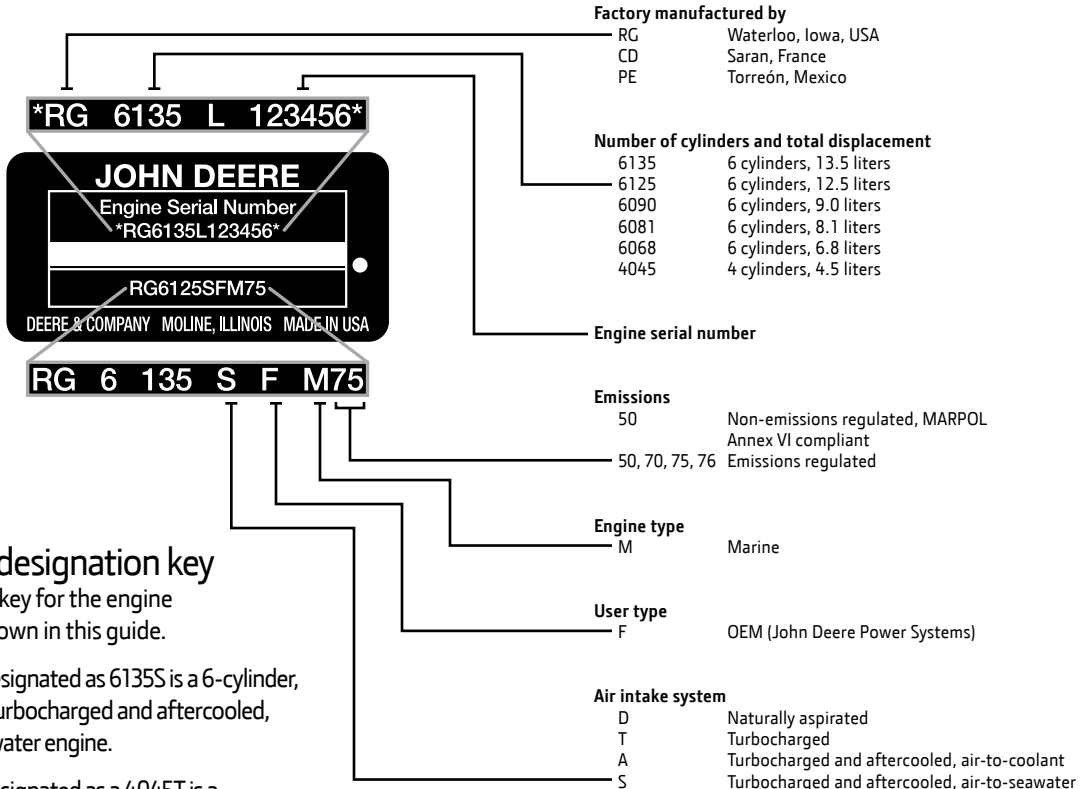 Factory manufactured by
RG Waterloo, Iowa, USA
CD Saran, France
PE Torreón, Mexico
*RG 6135 L 123456*
Number of cylinders and total displacement
6135 6 cylinders, 13.5 liters
6125 6 cylinders, 12.5 liters
6090 6 cylinders, 9.0 liters
6081 6 cylinders, 8.1 liters
6068 6 cylinders, 6.8 liters
4045 4 cylinders, 4.5 liters
JOHN DEERE
Engine Serial Number
*RG6135L123456*
RG6125SFM75
DEERE & COMPANY MOLINE, ILLINOIS MADE IN USA
Engine serial number
RG 6 135 S F M75
Emissions
50 Non-emissions regulated, MARPOL
Annex VI compliant
50, 70, 75, 76 Emissions regulated
Engine type
M Marine
User type
F OEM (John Deere Power Systems)
Air intake system
D Naturally aspirated
T Turbocharged
A Turbocharged and aftercooled, air-to-coolant
S Turbocharged and aftercooled, air-to-seawater
designation key
key for the engine
own in this guide.
signated as 6135S is a 6-cylinder,
urbocharged and aftercooled,
water engine.
signated as a 4045T is a